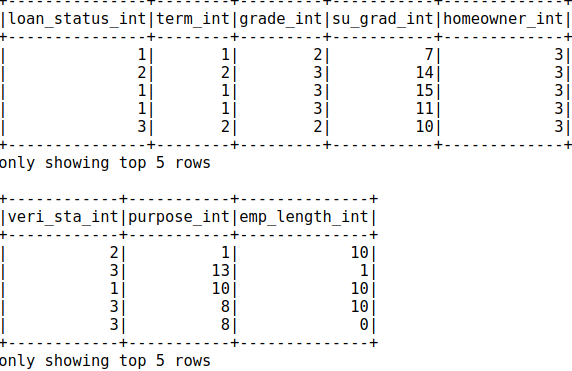 +---------------+--------+---------+-----------+-------------+
|loan_status_int|term_int|grade_int|su_grad_int|homeowner_int|
+---------------+--------+---------+-----------+-------------+
|              1|       1|        2|          7|            3|
|              2|       2|        3|         14|            3|
|              1|       1|        3|         15|            3|
|              1|       1|        3|         11|            3|
|              3|       2|        2|         10|            3|
+---------------+--------+---------+-----------+-------------+
only showing top 5 rows

+------------+-----------+--------------+
|veri_sta_int|purpose_int|emp_length_int|
+------------+-----------+--------------+
|           2|          1|            10|
|           3|         13|             1|
|           1|         10|            10|
|           3|          8|            10|
|           3|          8|             0|
+------------+-----------+--------------+
only showing top 5 rows